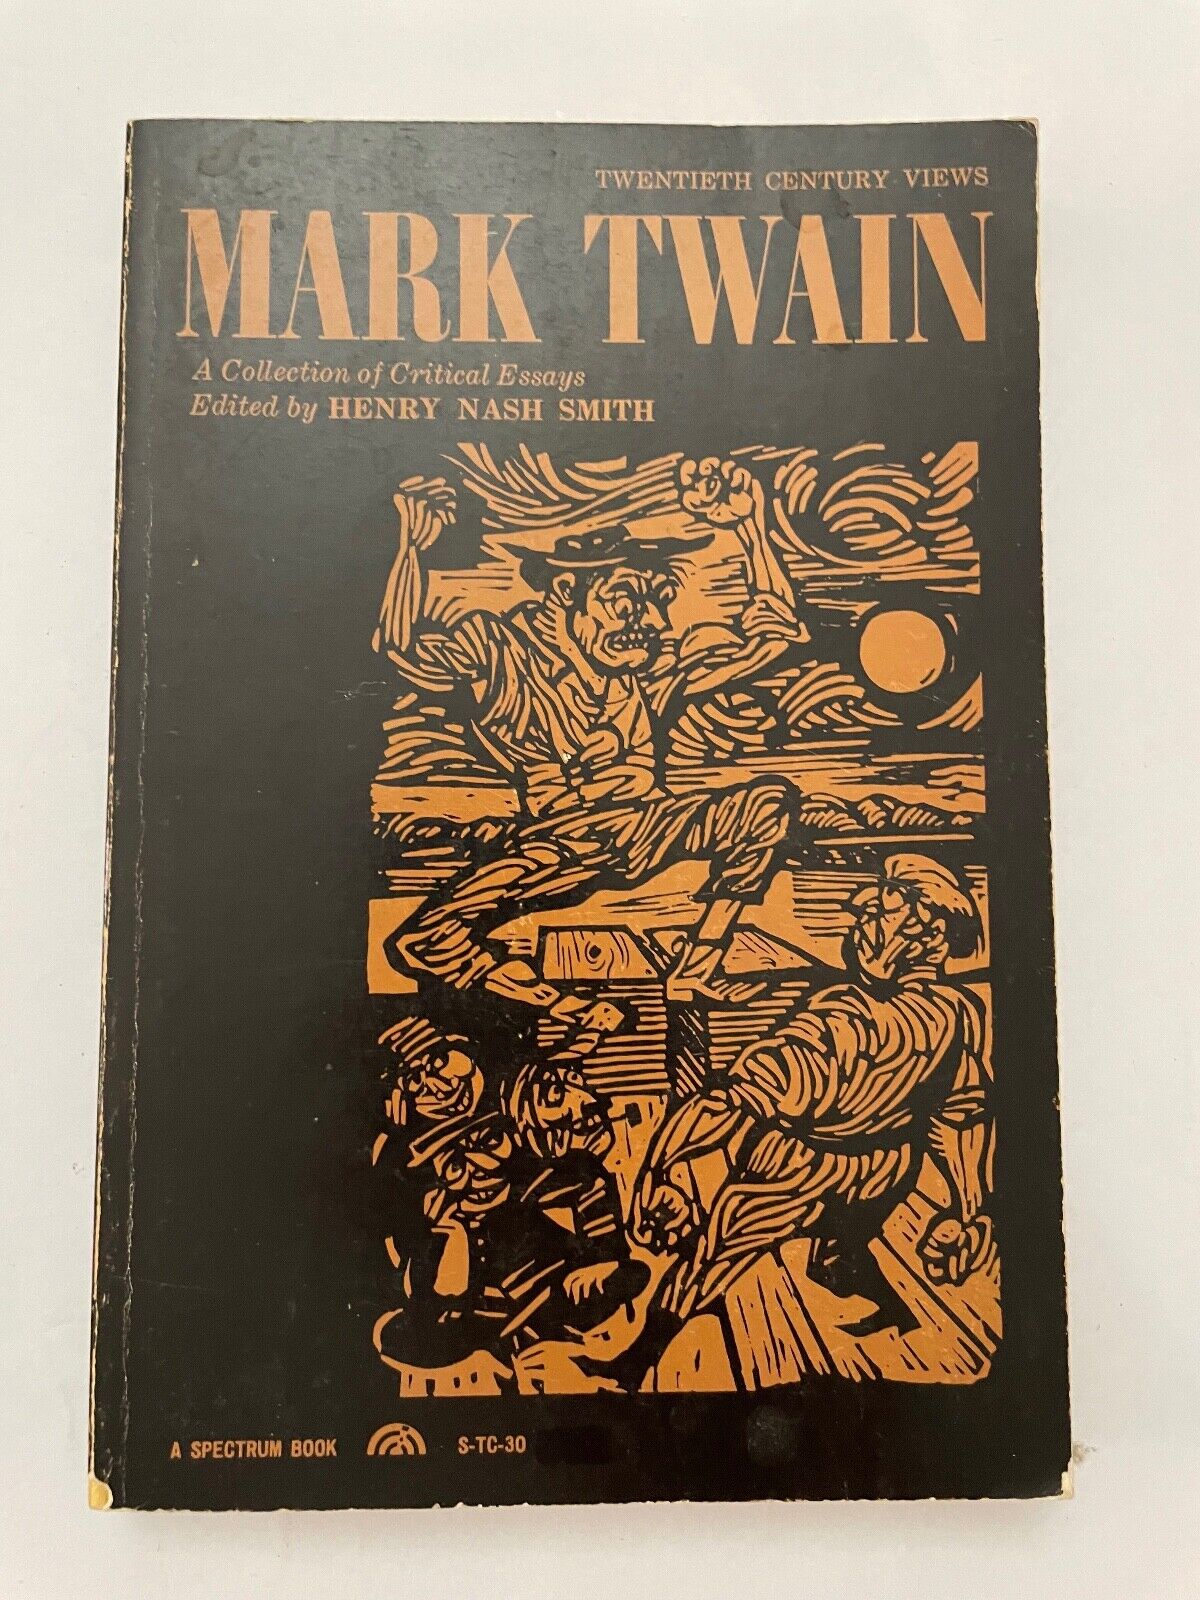 TWENTIETH CENTURY VIEWS
MARK TWAIN
A Collection of Critical Essays
Edited by HENRY NASH SMITH
A SPECTRUM BOOK S-TC-30